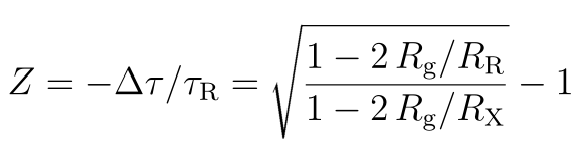 Z = −Δτ/τ_R = √((1 − 2 R_g/R_R)/(1 − 2 R_g/R_X)) − 1